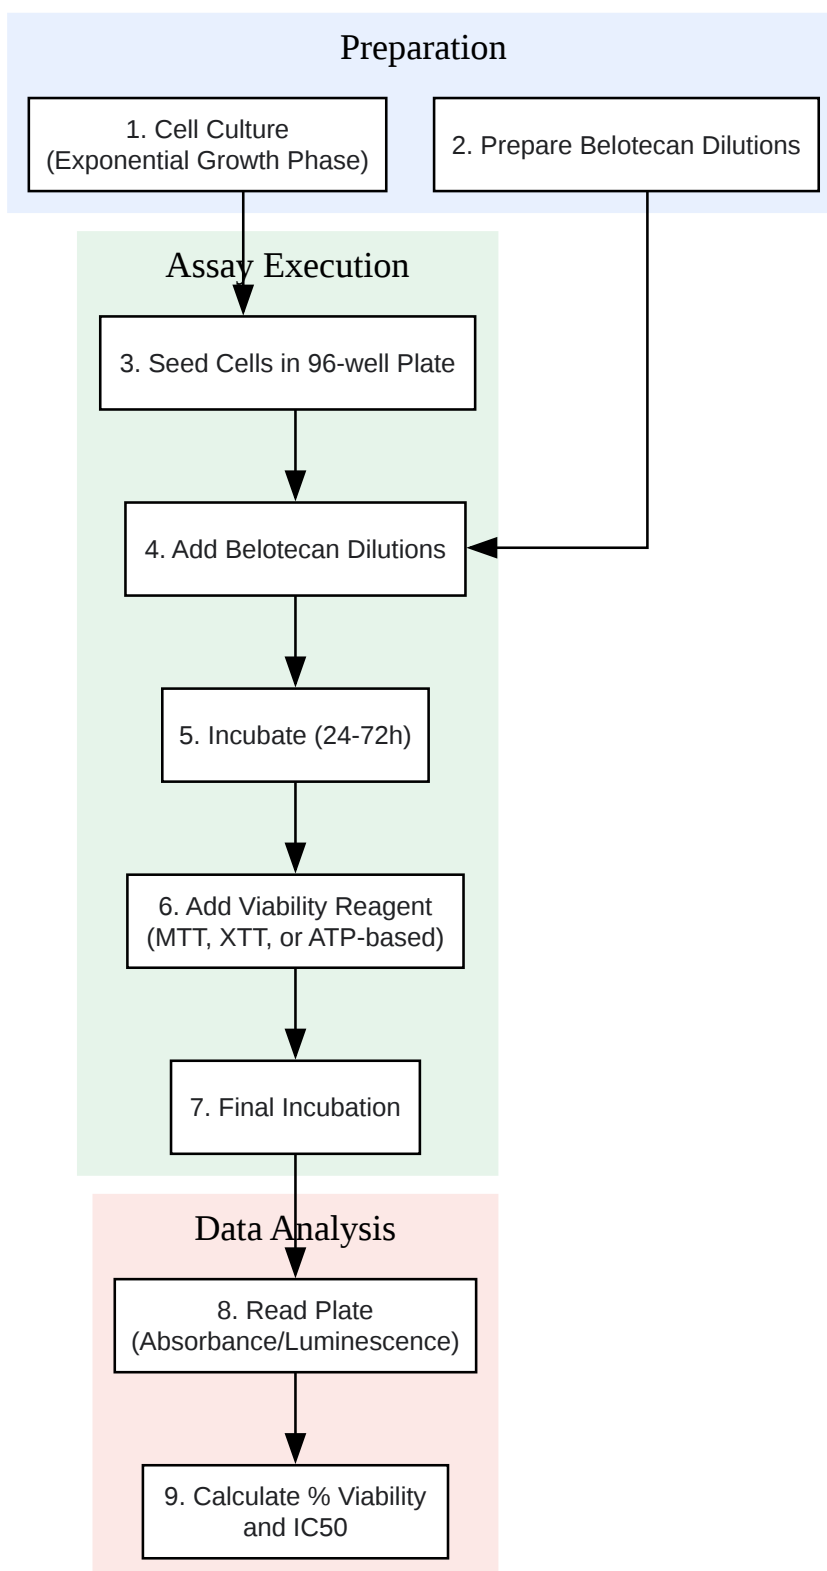 Preparation
1. Cell Culture
(Exponential Growth Phase)
2. Prepare Belotecan Dilutions
Assay Execution
3. Seed Cells in 96-well Plate
4. Add Belotecan Dilutions
5. Incubate (24-72h)
6. Add Viability Reagent
(MTT, XTT, or ATP-based)
7. Final Incubation
Data Analysis
8. Read Plate
(Absorbance/Luminescence)
9. Calculate % Viability
and IC50